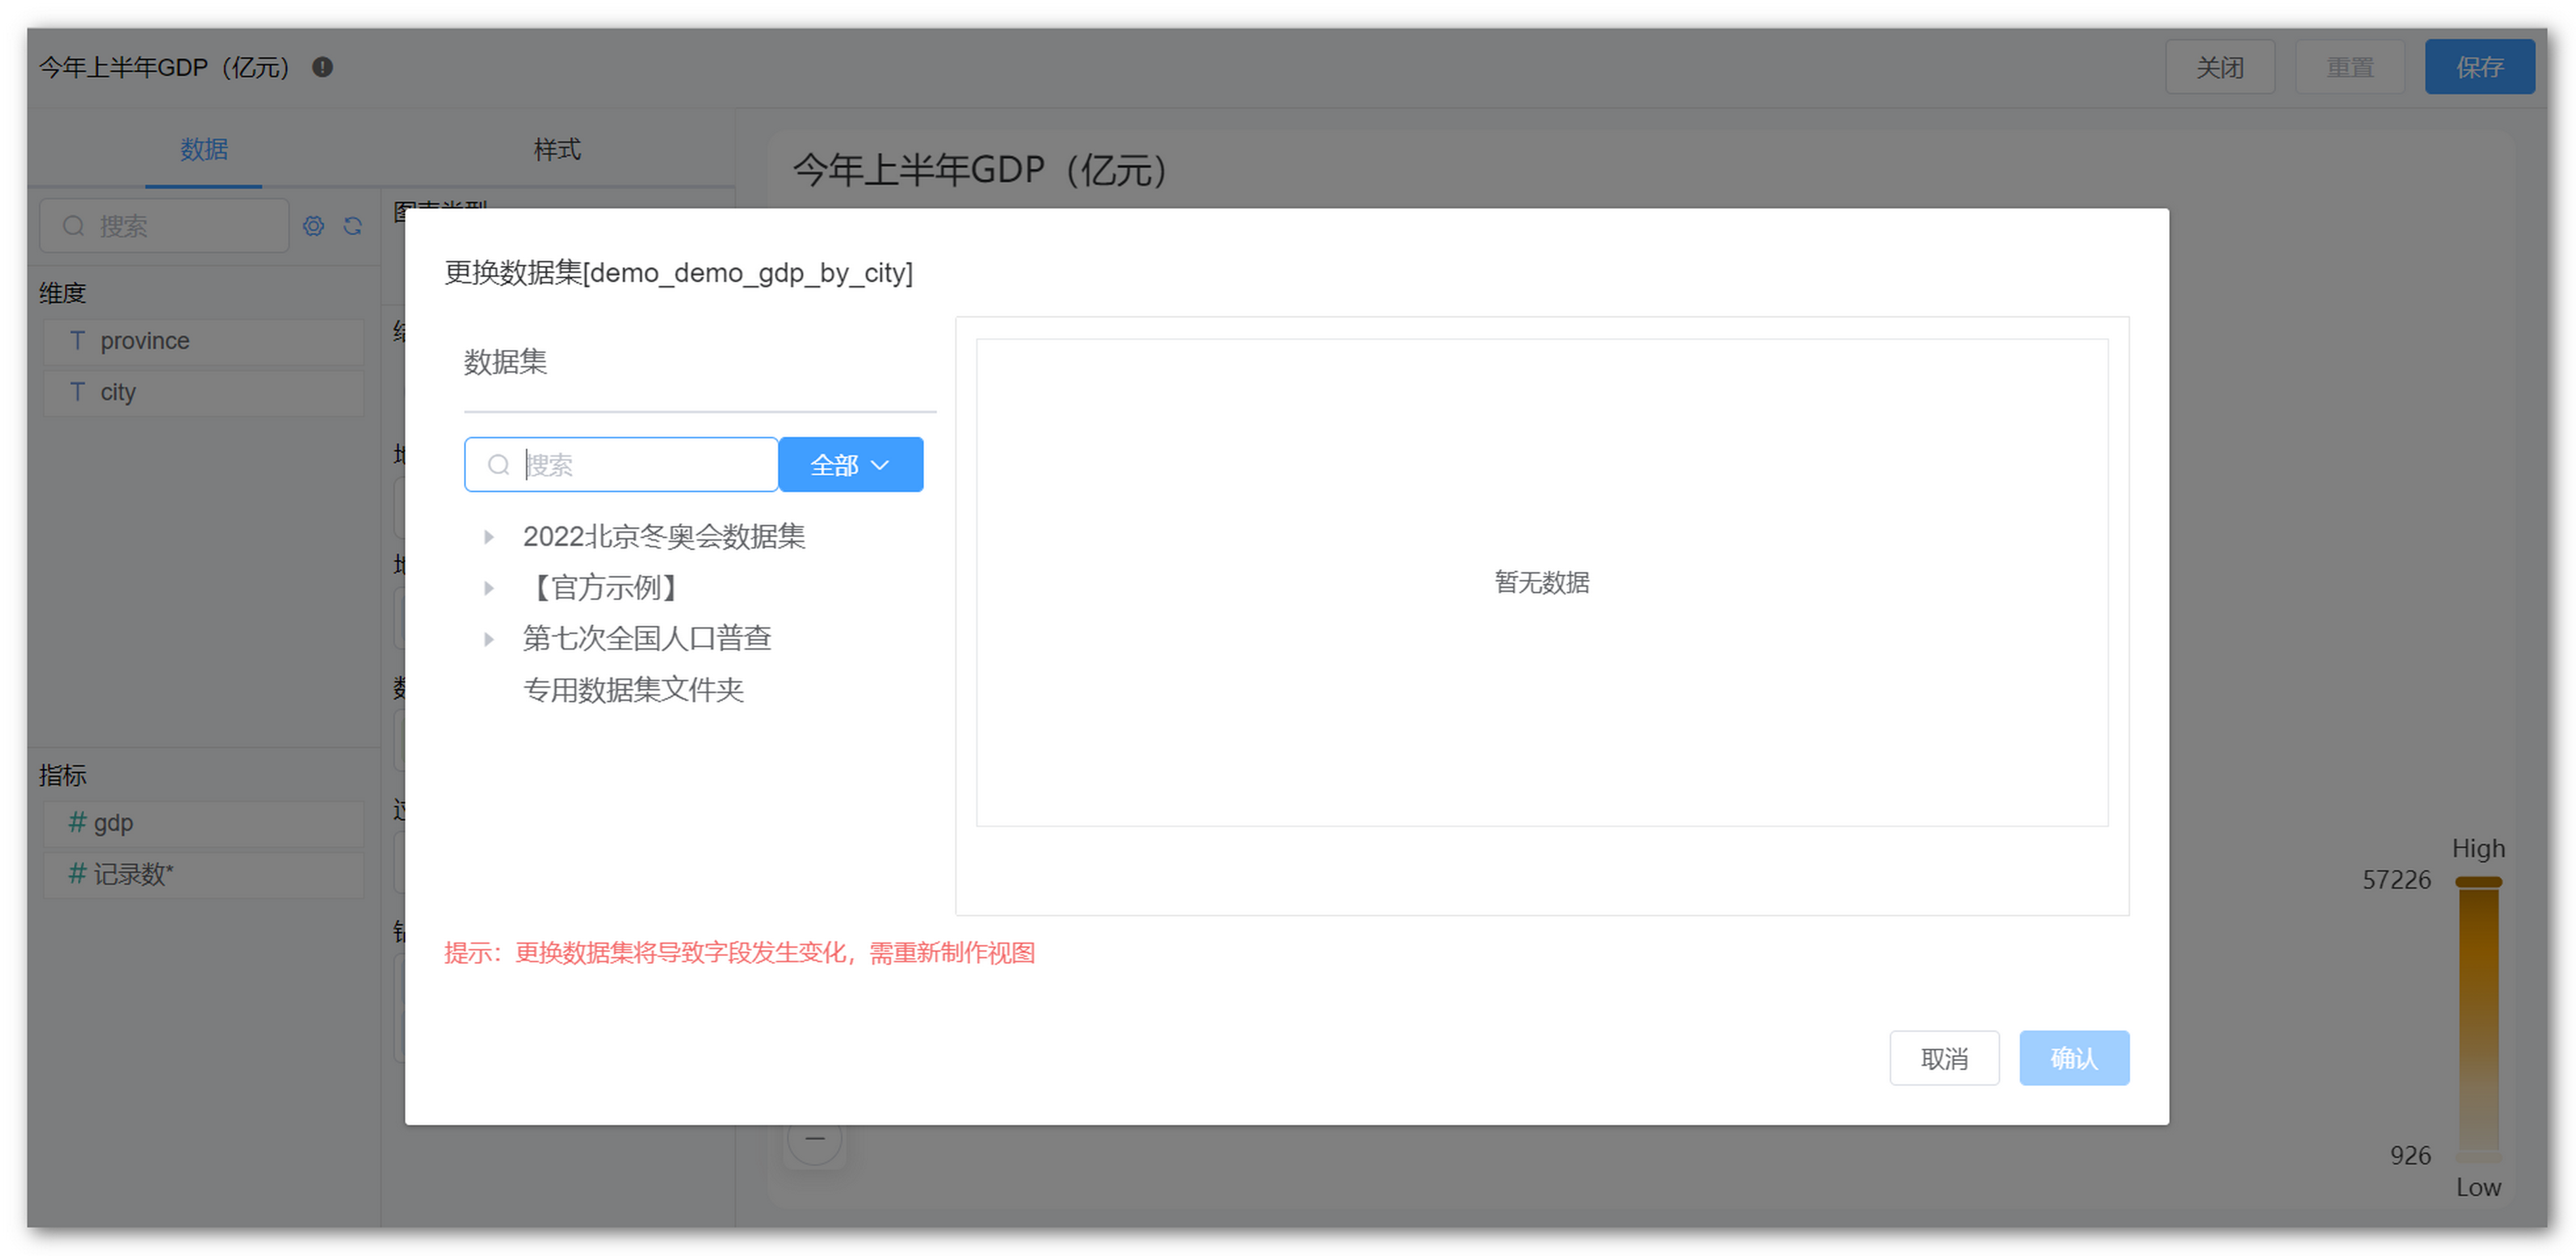 今年上半年GDP（亿元）
关闭
重置
保存
数据
样式
今年上半年GDP（亿元）
搜索
维度
province
city
指标
# gdp
# 记录数*
更换数据集[demo_demo_gdp_by_city]
数据集
搜索
全部
2022北京冬奥会数据集
【官方示例】
第七次全国人口普查
专用数据集文件夹
暂无数据
提示：更换数据集将导致字段发生变化，需重新制作视图
取消
确认
High
57226
926
Low